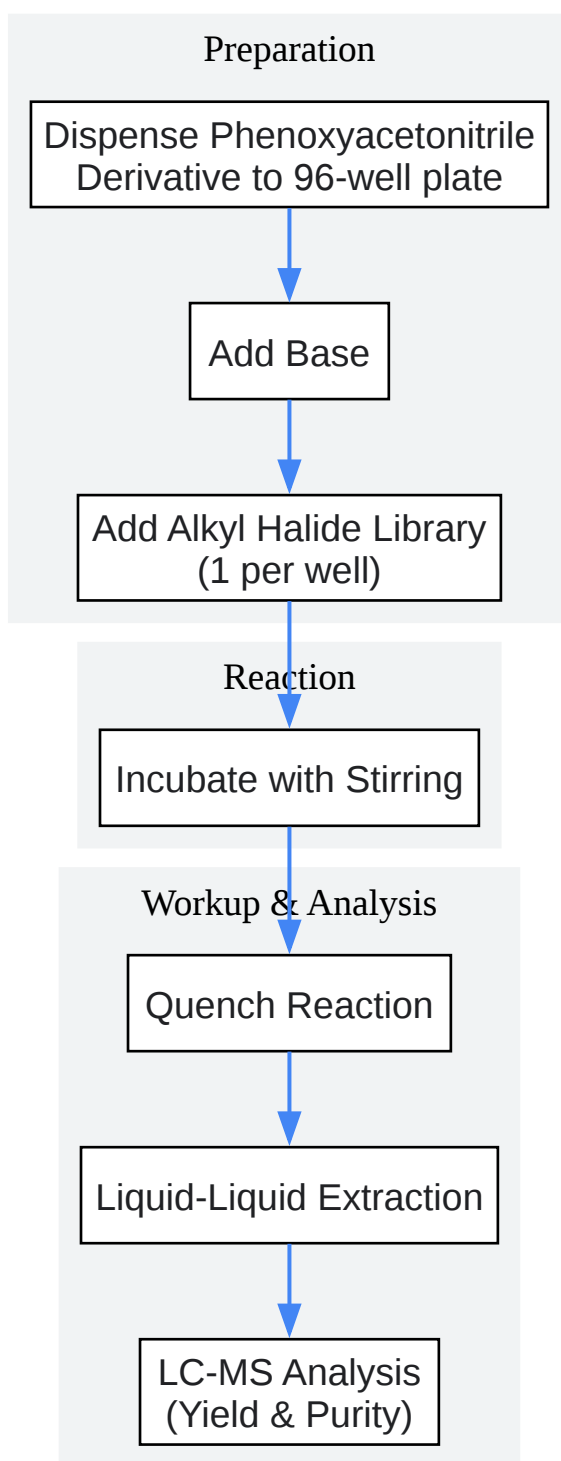 Preparation
Dispense Phenoxyacetonitrile
Derivative to 96-well plate
Add Base
Add Alkyl Halide Library
(1 per well)
Reaction
Incubate with Stirring
Workup & Analysis
Quench Reaction
Liquid-Liquid Extraction
LC-MS Analysis
(Yield & Purity)